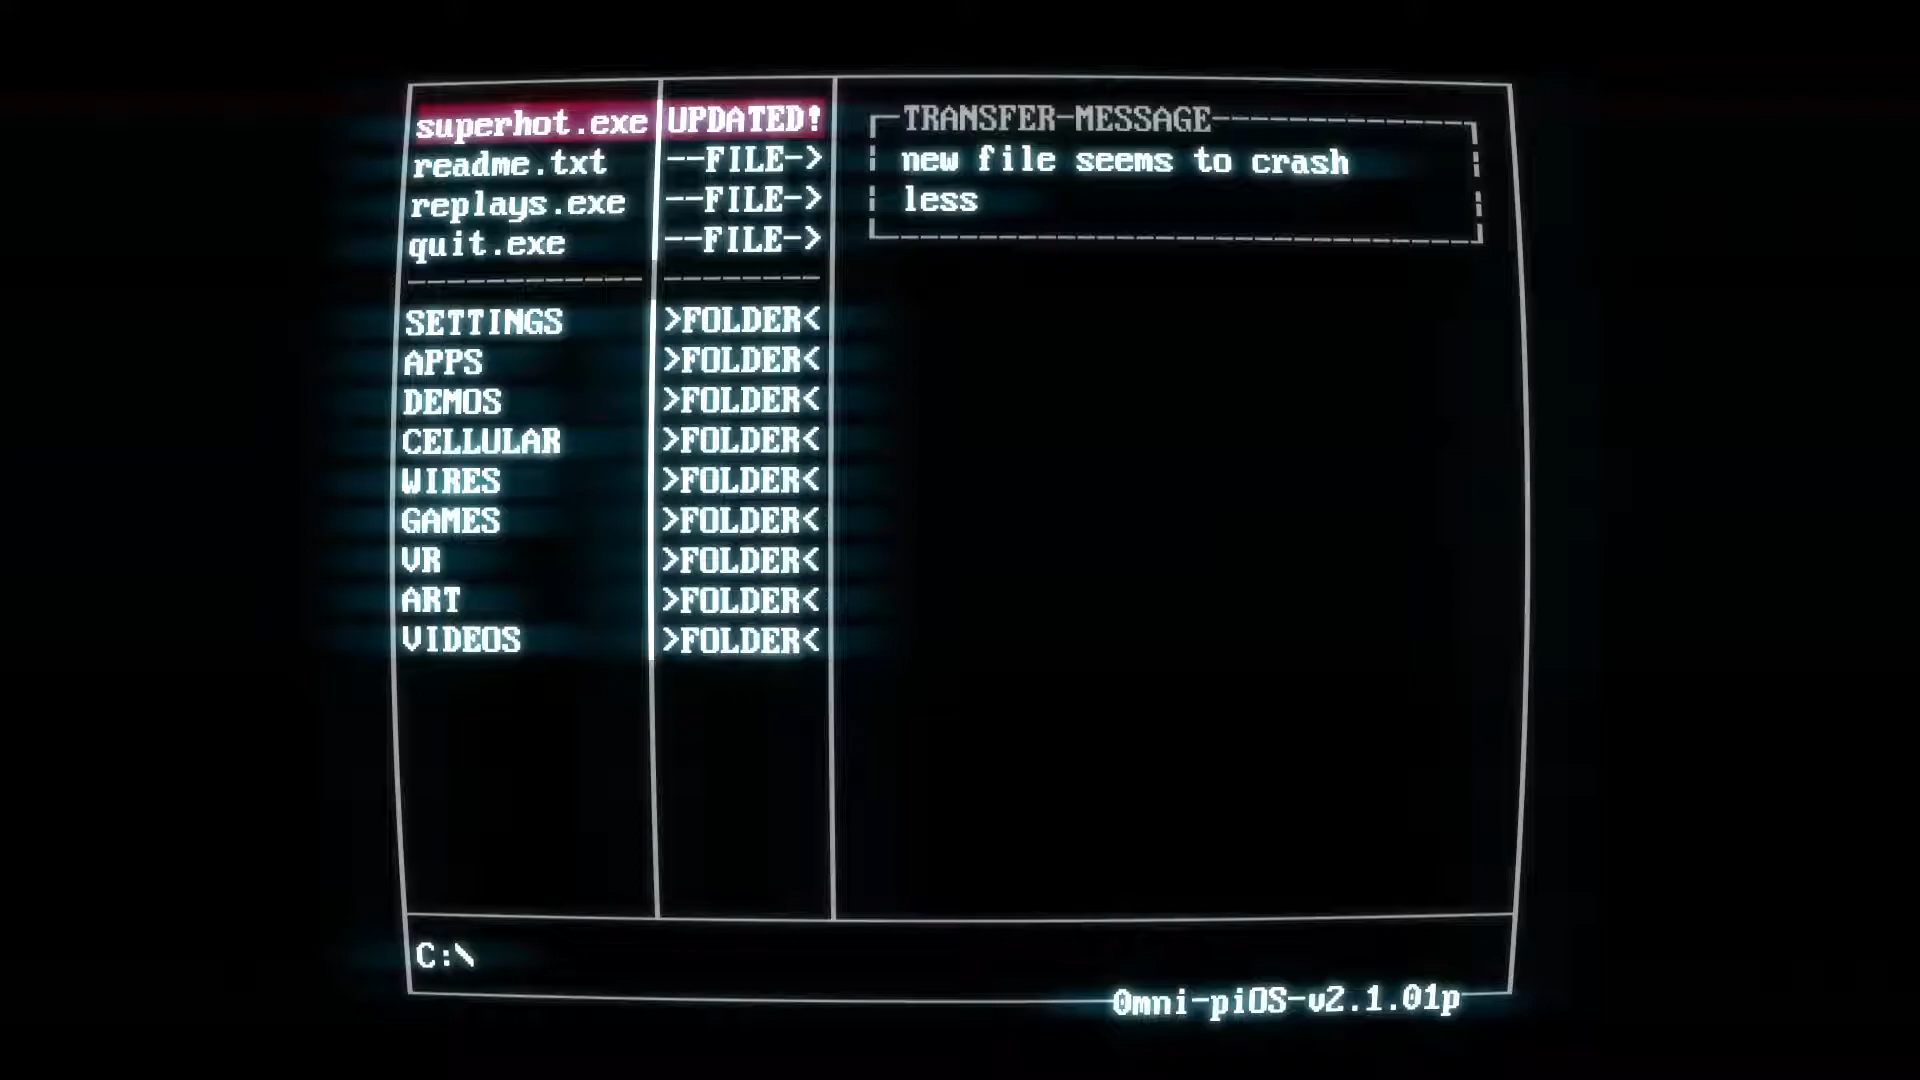 superhot.exe UPDATED!
readme.txt --FILE->
replays.exe --FILE->
quit.exe --FILE->
SETTINGS >FOLDER<
APPS >FOLDER<
DEMOS >FOLDER<
CELLULAR >FOLDER<
WIRES >FOLDER<
GAMES >FOLDER<
VR >FOLDER<
ART >FOLDER<
VIDEOS >FOLDER<
TRANSFER-MESSAGE
new file seems to crash
less
C:\
0mni-piOS-v2.1.01p